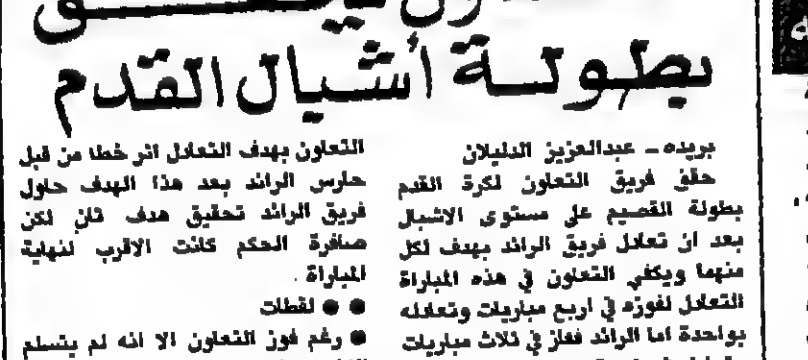 بطولة أشبال القدم
بريده ـ عبدالعزيز الدليلان
حقق فريق التعاون لكرة القدم
بطولة القصيم على مستوى الاشبال
بعد ان تعادل فريق الرائد بهدف لكل
منهما ويكفي التعاون في هذه المباراة
التعادل لفوزه في اربع مباريات وتعادله
بواحدة اما الرائد ففاز في ثلاث مباريات
التعاون بهدف التعادل اثر خطا من قبل
حارس الرائد بعد هذا الهدف حاول
فريق الرائد تحقيق هدف ثان لكن
صافرة الحكم كانت الاقرب لنهاية
المباراة .
●● لقطات
● رغم فوز التعاون الا انه لم يتسلم